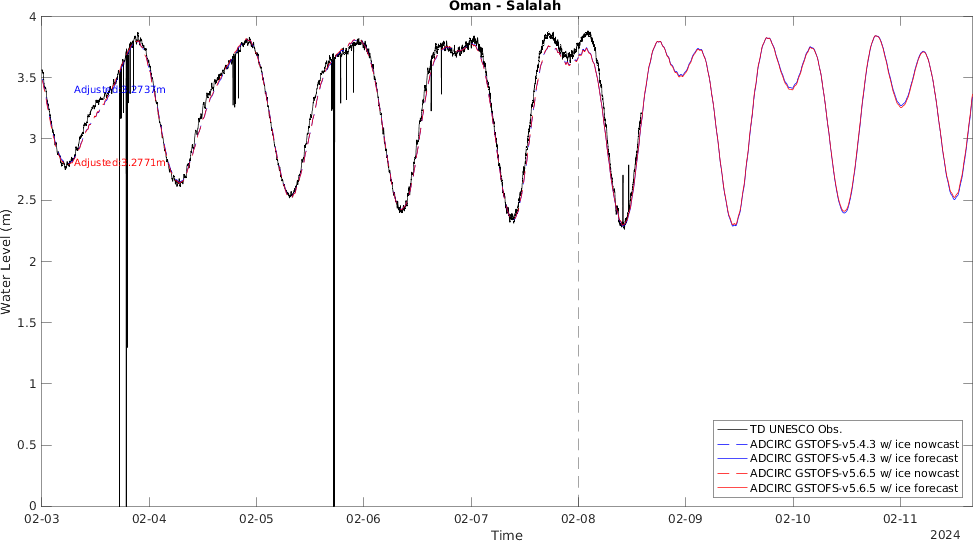 Oman - Salalah
4
3.5
3
2.5
2
1.5
1
0.5
0
Water Level (m)
Adjusted 3.2737m
Adjusted 3.2771m
TD UNESCO Obs.
ADCIRC GSTOFS-v5.4.3 w/ ice nowcast
ADCIRC GSTOFS-v5.4.3 w/ ice forecast
ADCIRC GSTOFS-v5.6.5 w/ ice nowcast
ADCIRC GSTOFS-v5.6.5 w/ ice forecast
02-03 02-04 02-05 02-06 02-07 02-08 02-09 02-10 02-11
Time
2024